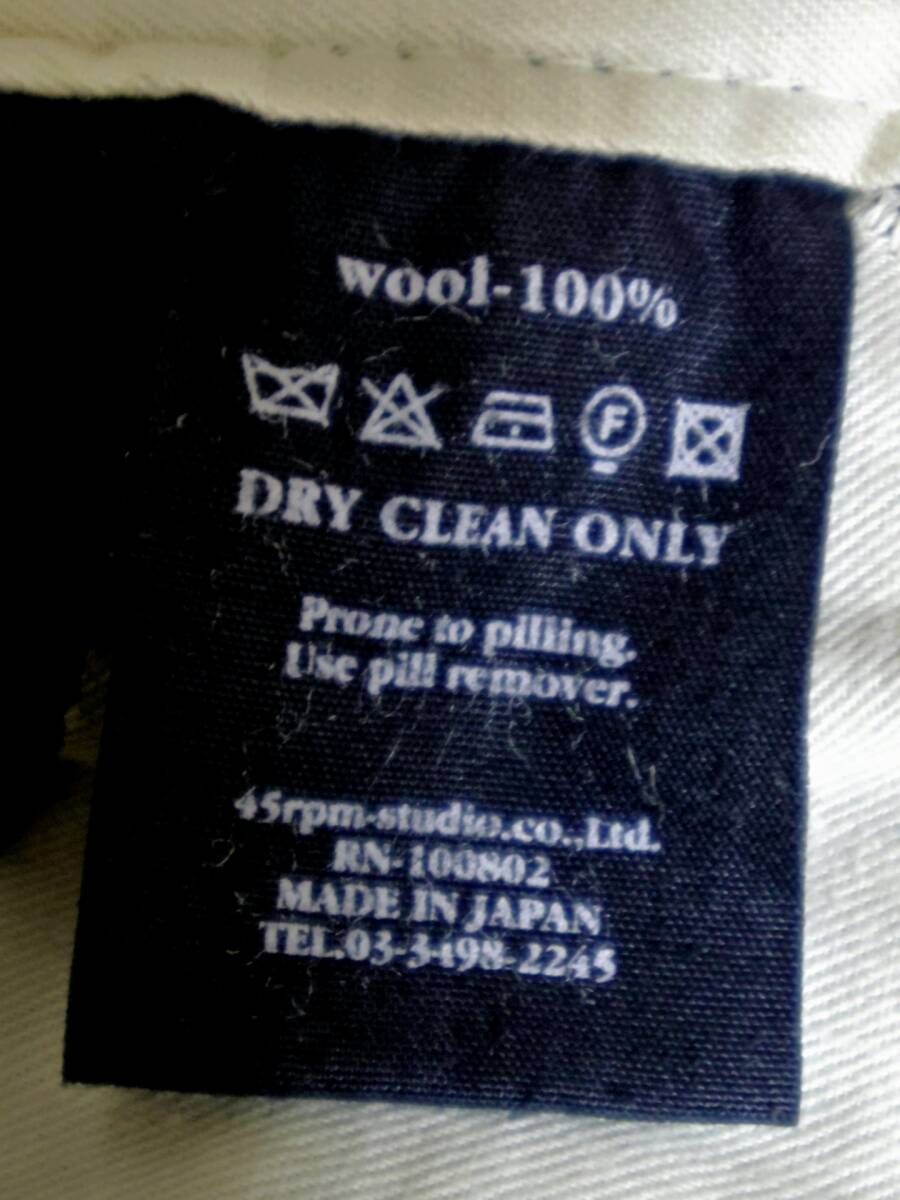 wool-100%
F
DRY CLEAN ONLY
Prone to pilling.
Use pill remover.
45rpm-studio.co.,Ltd.
RN-100802
MADE IN JAPAN
TEL.03-3498-2245